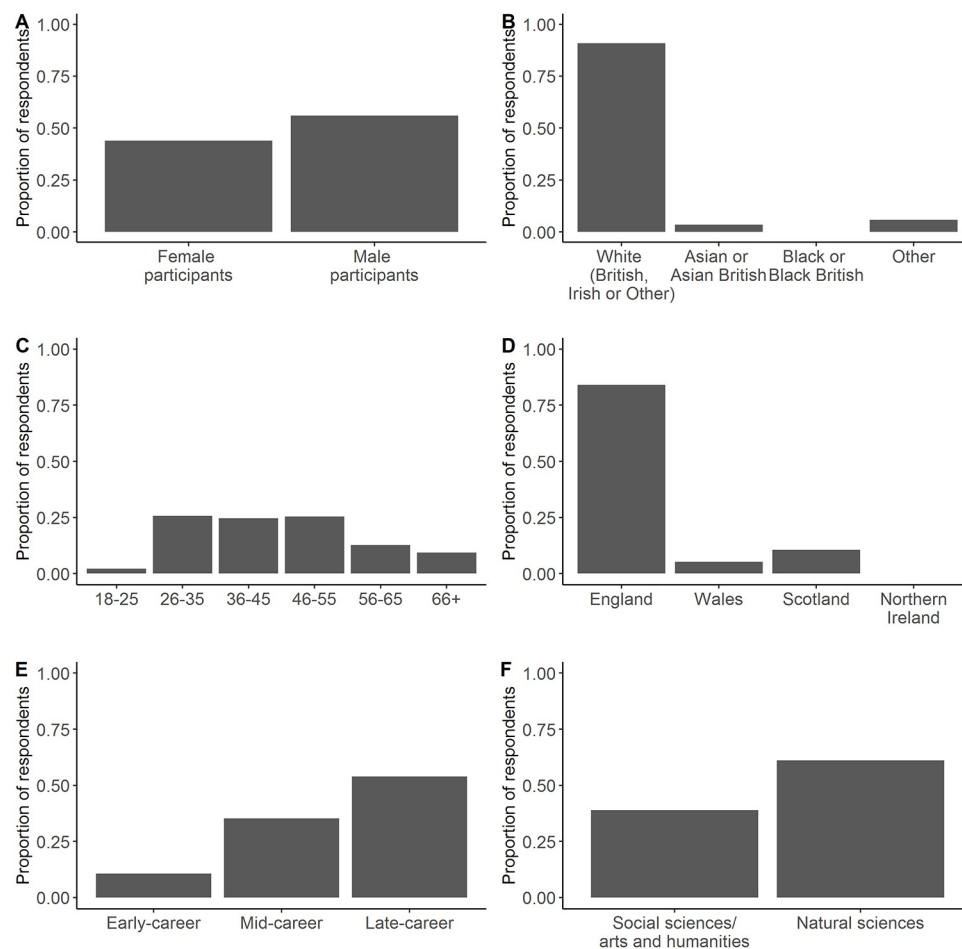 A
Proportion of respondents
1.00
0.75
0.50
0.25
0.00
Female
participants
Male
participants
B
Proportion of respondents
1.00
0.75
0.50
0.25
0.00
White
(British,
Irish or Other)
Asian or
Asian British
Black or
Black British
Other
C
Proportion of respondents
1.00
0.75
0.50
0.25
0.00
18-25
26-35
36-45
46-55
56-65
66+
D
Proportion of respondents
1.00
0.75
0.50
0.25
0.00
England
Wales
Scotland
Northern
Ireland
E
Proportion of respondents
1.00
0.75
0.50
0.25
0.00
Early-career
Mid-career
Late-career
F
Proportion of respondents
1.00
0.75
0.50
0.25
0.00
Social sciences/
arts and humanities
Natural sciences